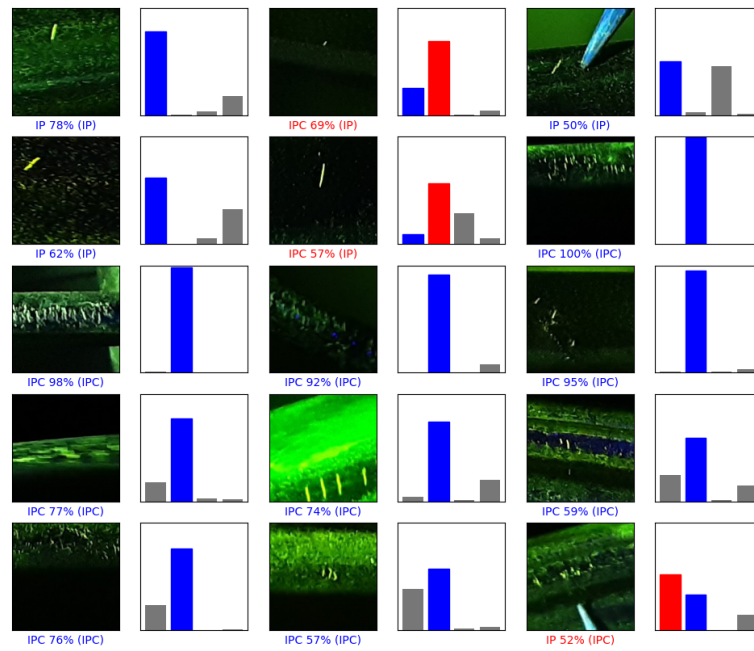 IP 78% (IP)
IPC 69% (IP)
IP 50% (IP)
IP 62% (IP)
IPC 57% (IP)
IPC 100% (IPC)
IPC 98% (IPC)
IPC 92% (IPC)
IPC 95% (IPC)
IPC 77% (IPC)
IPC 74% (IPC)
IPC 59% (IPC)
IPC 76% (IPC)
IPC 57% (IPC)
IP 52% (IPC)